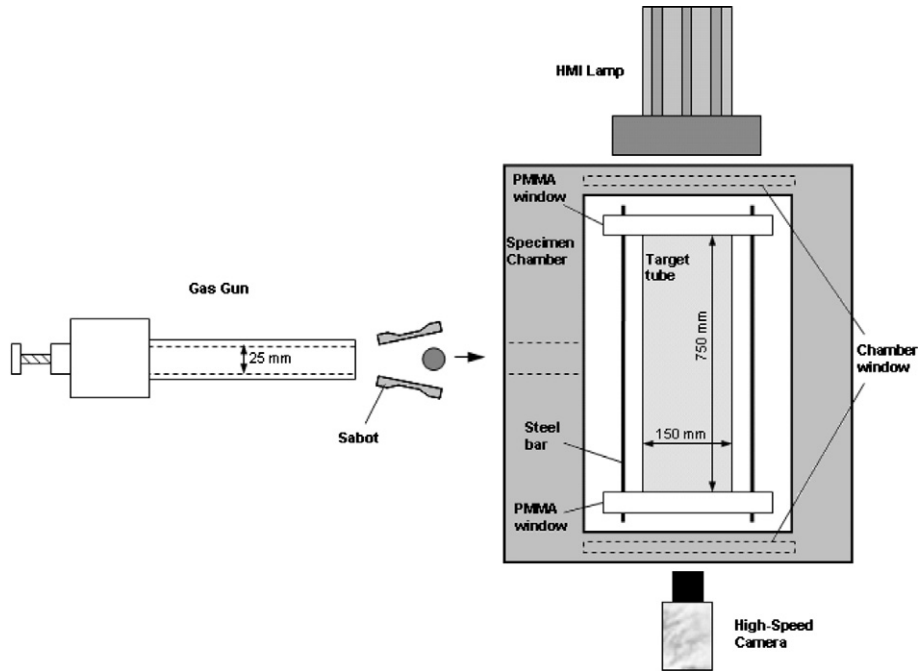 HMI Lamp
PMMA
window
Specimen
Chamber
Target
tube
Gas Gun
750 mm
25 mm
Chamber
window
Sabot
Steel
bar
150 mm
PMMA
window
High-Speed
Camera